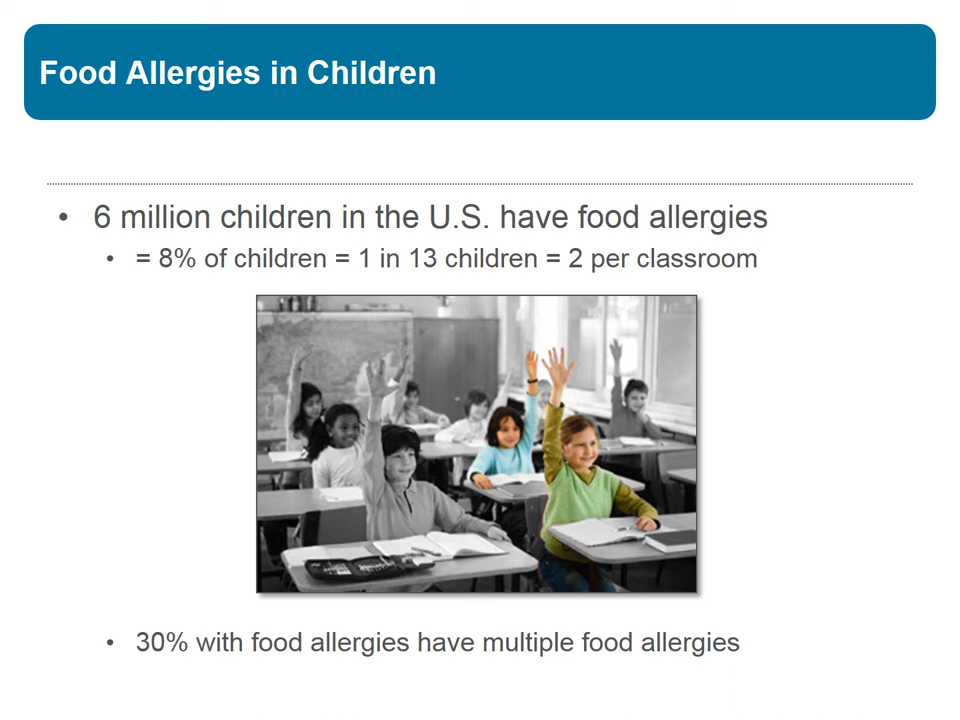 Food Allergies in Children
• 6 million children in the U.S. have food allergies
• = 8% of children = 1 in 13 children = 2 per classroom
• 30% with food allergies have multiple food allergies